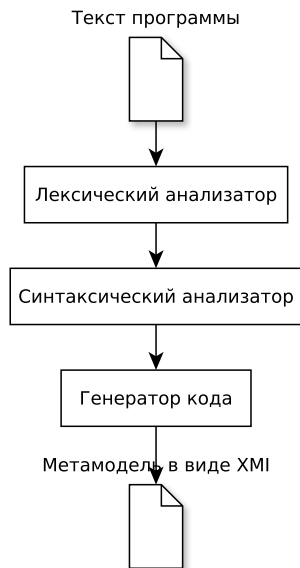 Текст программы
Лексический анализатор
Синтаксический анализатор
Генератор кода
Метамодель в виде XMI